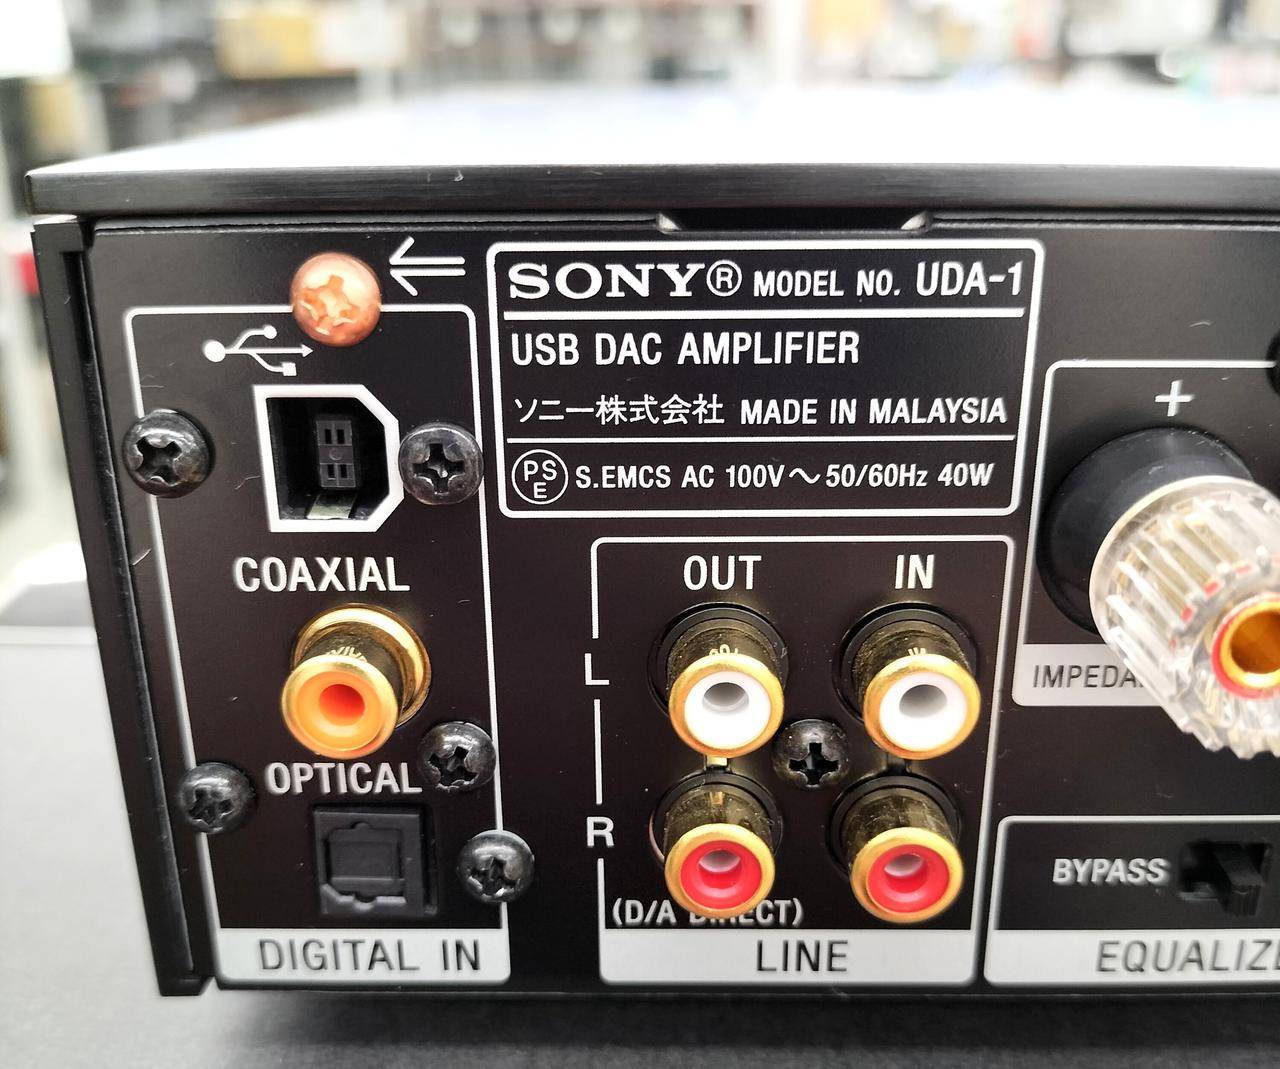 SONY® MODEL NO. UDA-1
USB DAC AMPLIFIER
ソニー株式会社 MADE IN MALAYSIA
PS
E
S.EMCS AC 100V～50/60Hz 40W
COAXIAL
OPTICAL
DIGITAL IN
OUT IN
L
R
(D/A DIRECT)
LINE
+
BYPASS